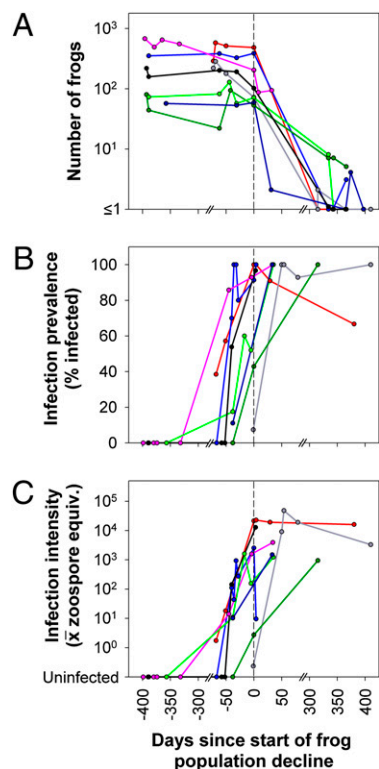 A
Number of frogs
10³
10²
10¹
≤1
B
Infection prevalence
(% infected)
100
80
60
40
20
0
C
Infection intensity
(x̄ zoospore equiv.)
10⁵
10⁴
10³
10²
10¹
10⁰
Uninfected
-400 -350 -300 -50 0 50 300 350 400
Days since start of frog
population decline